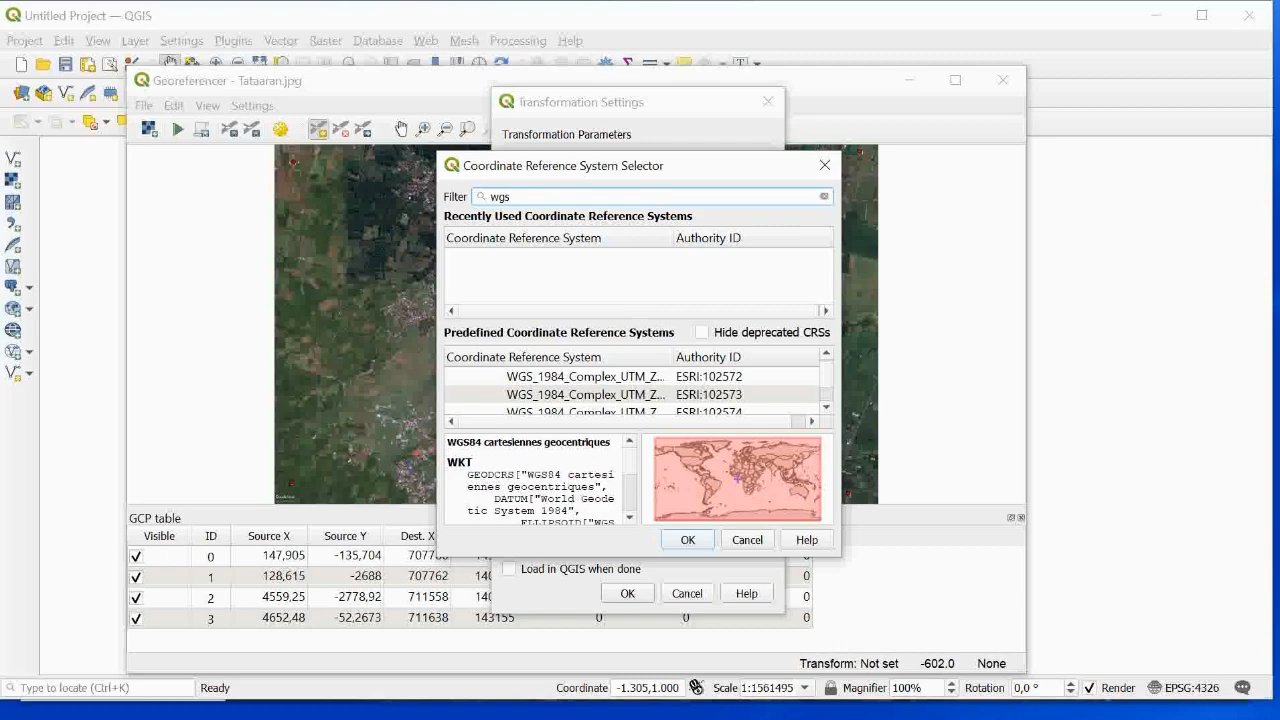 Untitled Project — QGIS
Project Edit View Layer Settings Plugins Vector Raster Database Web Mesh Processing Help
Georeferencer - Tataaran.jpg
File Edit View Settings
Transformation Settings
Transformation Parameters
Coordinate Reference System Selector
Filter wgs
Recently Used Coordinate Reference Systems
Coordinate Reference System Authority ID
Predefined Coordinate Reference Systems Hide deprecated CRSs
Coordinate Reference System Authority ID
WGS_1984_Complex_UTM_Z... ESRI:102572
WGS_1984_Complex_UTM_Z... ESRI:102573
WGS_1984_Complex_UTM_Z... ESRI:102574
WGS84 cartesiennes geocentriques
WKT
GEODCRS["WGS84 cartesi
ennes geocentriques",
DATUM["World Geode
tic System 1984",
ELLIPSOID["WGS
OK Cancel Help
GCP table
Visible ID Source X Source Y Dest. X
0 147,905 -135,704 0
1 128,615 -2688 707762 0
2 4559,25 -2778,92 711558 0
3 4652,48 -52,2673 711638 143155 0 0 0
Load in QGIS when done
OK Cancel Help
Transform: Not set -602.0 None
Type to locate (Ctrl+K) Ready Coordinate -1.305,1.000 Scale 1:1561495 Magnifier 100% Rotation 0,0 ° Render EPSG:4326